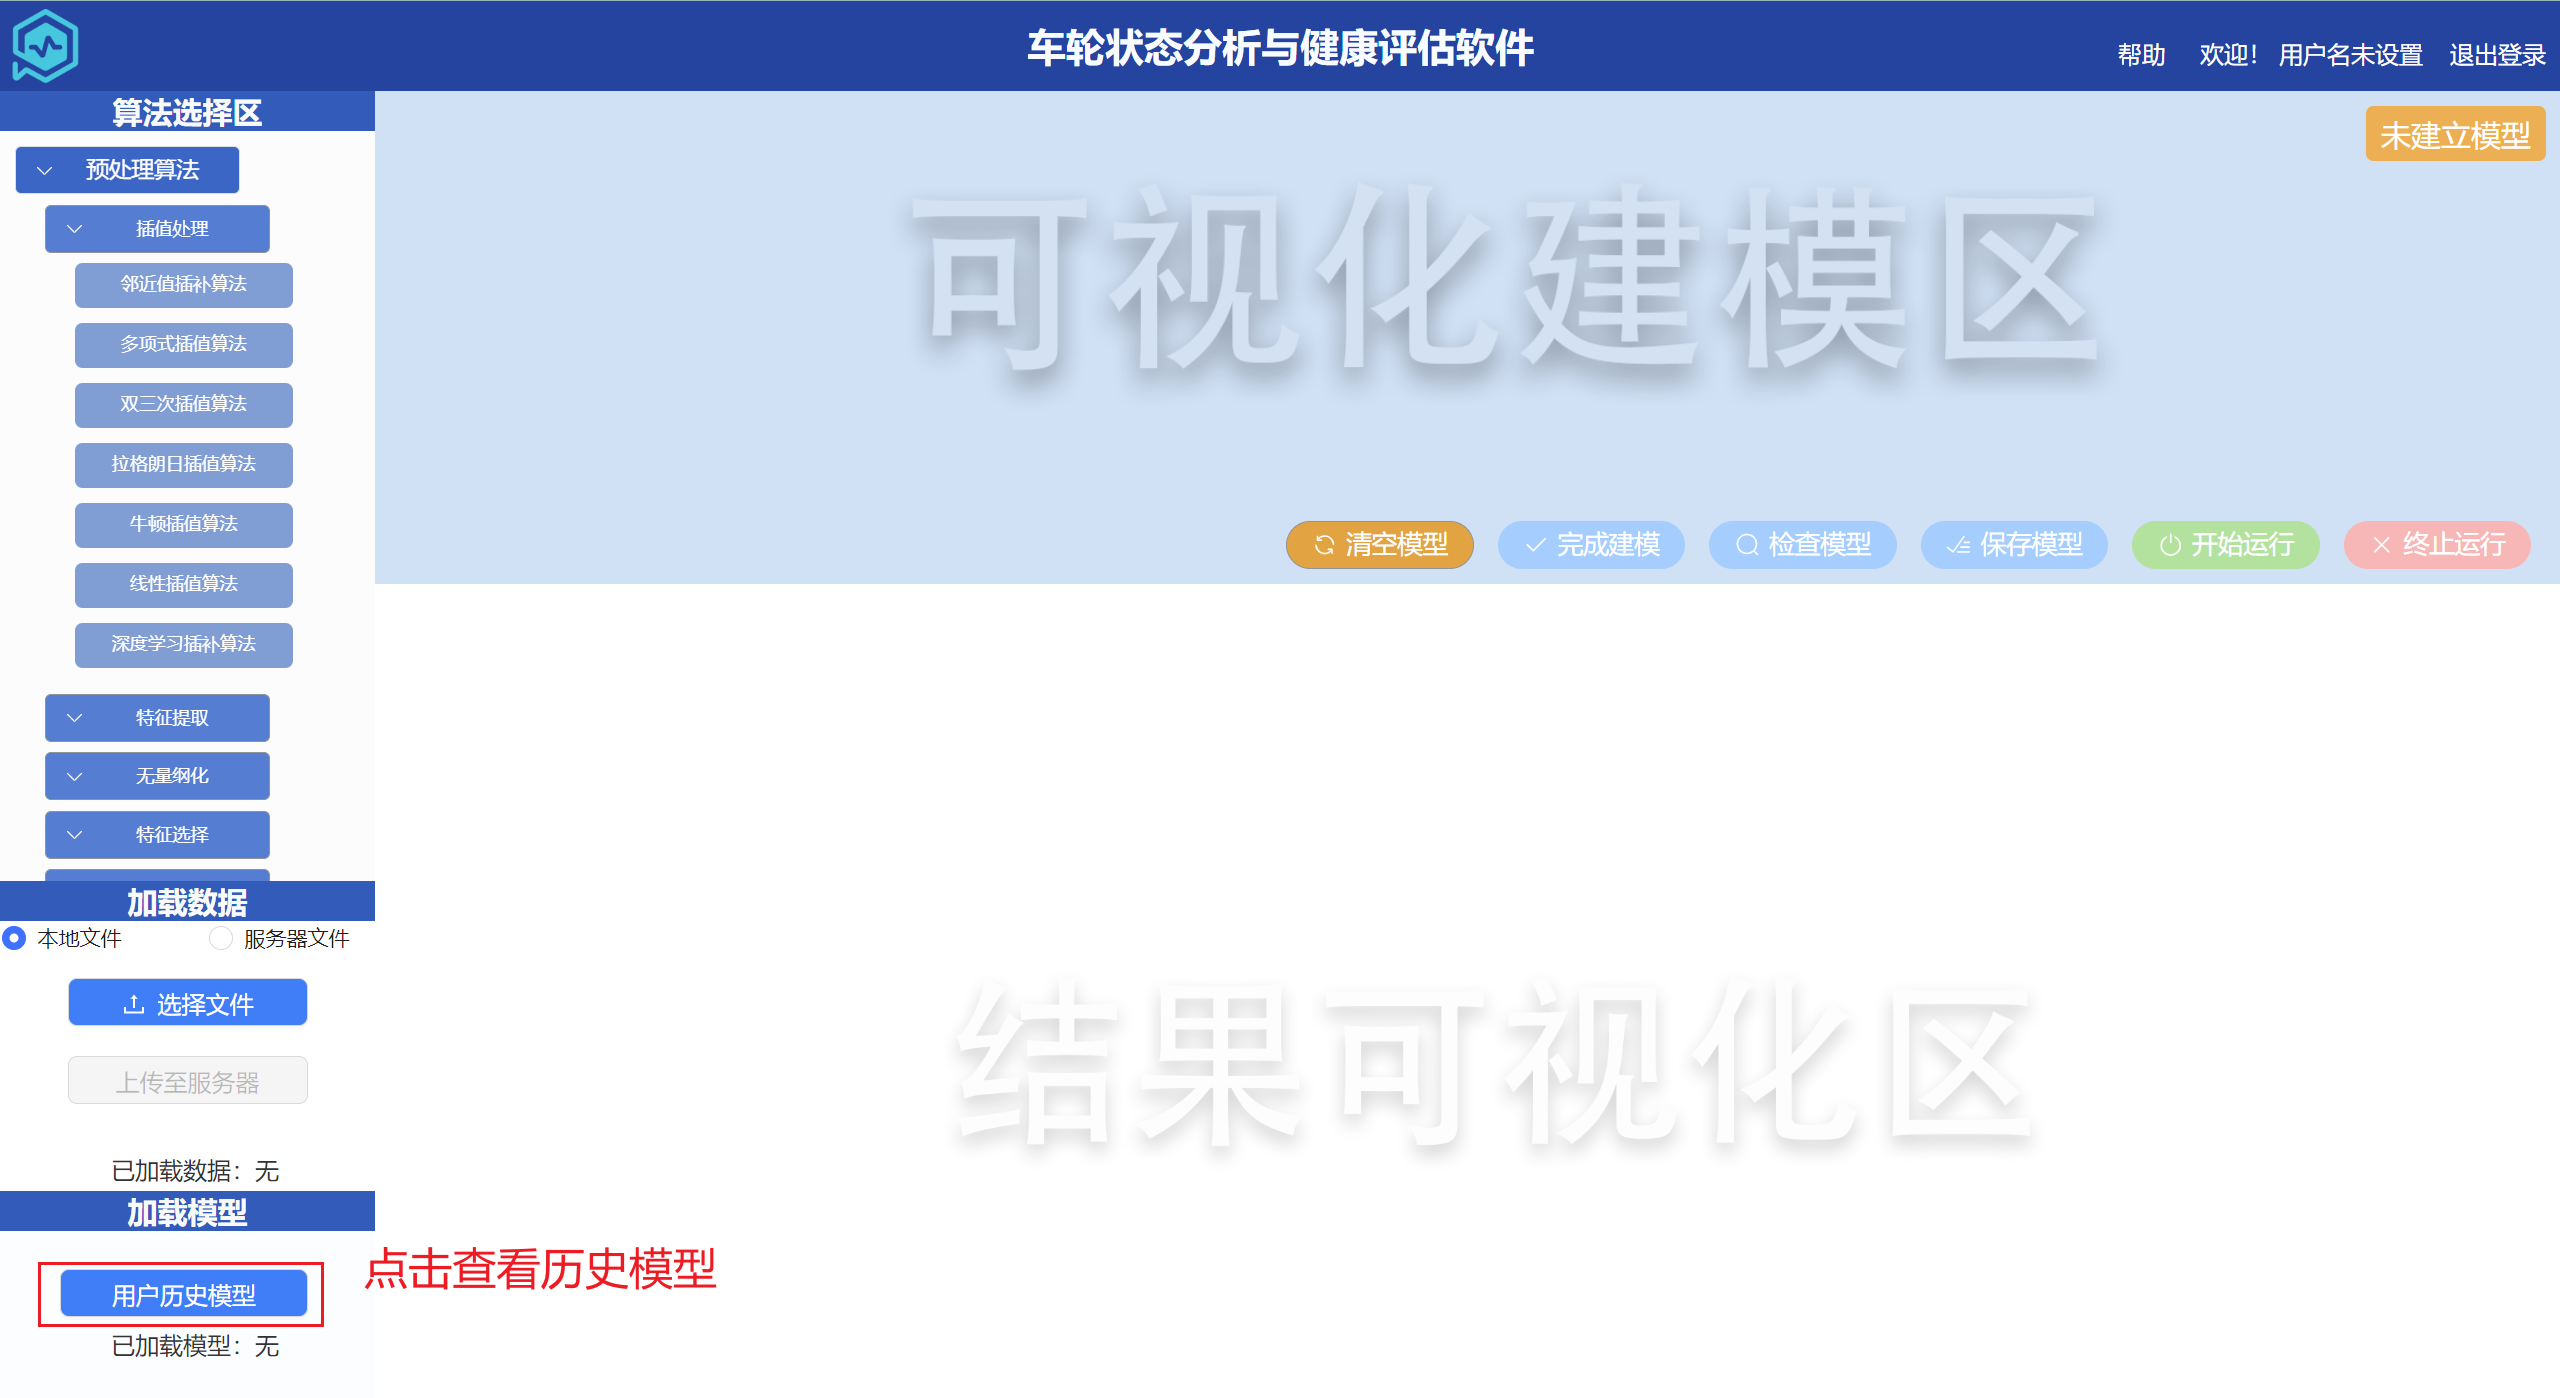 车轮状态分析与健康评估软件
帮助 欢迎！ 用户名未设置 退出登录
算法选择区
预处理算法
插值处理
邻近值插补算法
多项式插值算法
双三次插值算法
拉格朗日插值算法
牛顿插值算法
线性插值算法
深度学习插补算法
特征提取
无量纲化
特征选择
加载数据
本地文件 服务器文件
选择文件
上传至服务器
已加载数据：无
加载模型
用户历史模型
已加载模型：无
点击查看历史模型
未建立模型
可视化建模区
清空模型 完成建模 检查模型 保存模型 开始运行 终止运行
结果可视化区